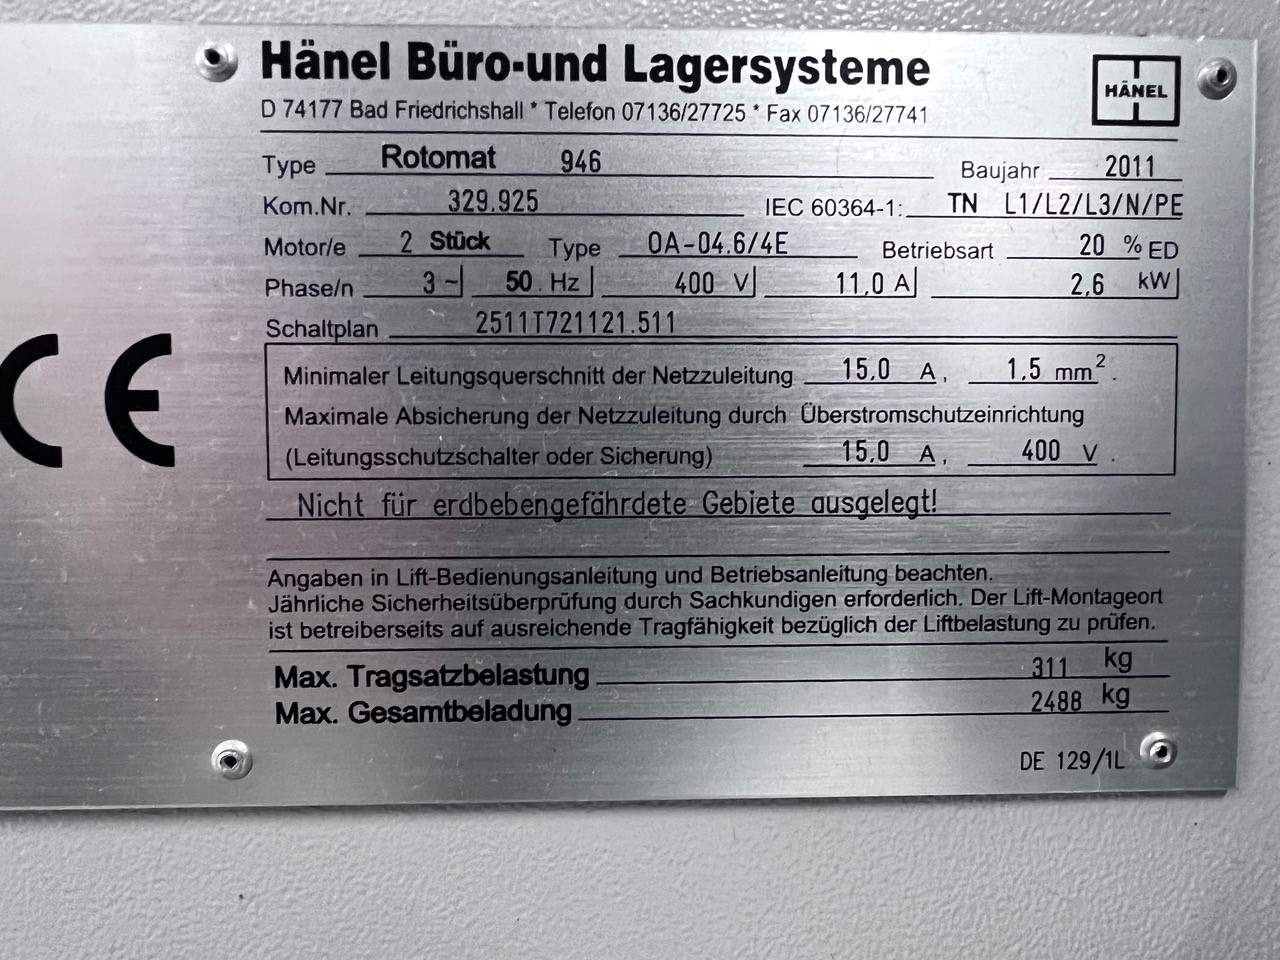 Hänel Büro-und Lagersysteme
HÄNEL
D 74177 Bad Friedrichshall * Telefon 07136/27725 * Fax 07136/27741
Type Rotomat 946 Baujahr 2011
Kom.Nr. 329.925 IEC 60364-1: TN L1/L2/L3/N/PE
Motor/e 2 Stück Type OA-04.6/4E Betriebsart 20 % ED
Phase/n 3 ~ 50 . Hz 400 V 11,0 A 2,6 kW
Schaltplan 2511T721121.511
CE
Minimaler Leitungsquerschnitt der Netzzuleitung 15,0 A, 1,5 mm².
Maximale Absicherung der Netzzuleitung durch Überstromschutzeinrichtung
(Leitungsschutzschalter oder Sicherung) 15,0 A, 400 V .
Nicht für erdbebengefährdete Gebiete ausgelegt!
Angaben in Lift-Bedienungsanleitung und Betriebsanleitung beachten.
Jährliche Sicherheitsüberprüfung durch Sachkundigen erforderlich. Der Lift-Montageort
ist betreiberseits auf ausreichende Tragfähigkeit bezüglich der Liftbelastung zu prüfen.
Max. Tragsatzbelastung 311 kg
Max. Gesamtbeladung 2488 kg
DE 129/1L